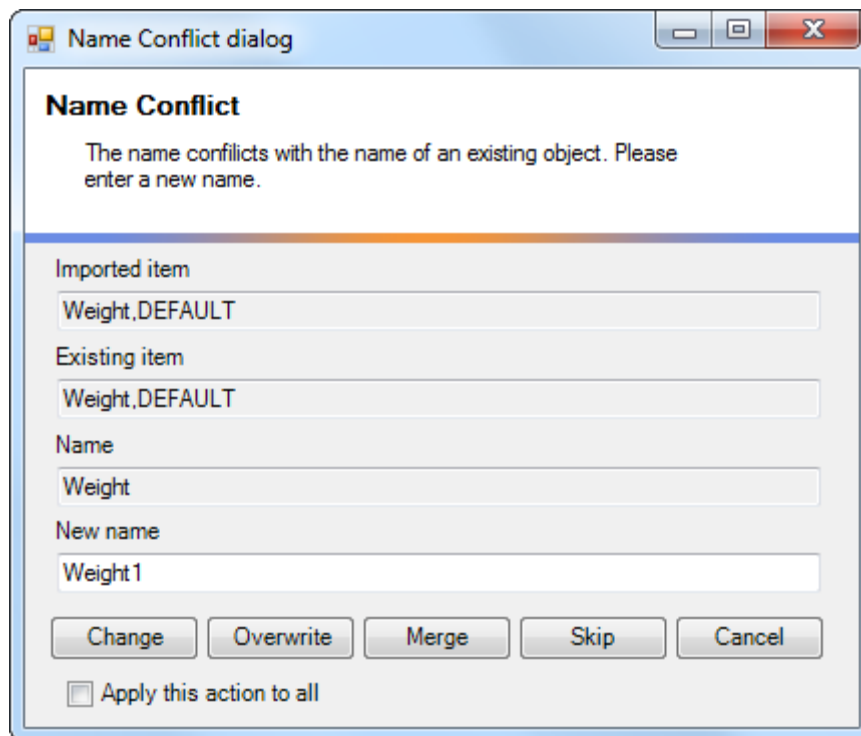 Name Conflict dialog
Name Conflict
The name confilicts with the name of an existing object. Please
enter a new name.
Imported item
Weight,DEFAULT
Existing item
Weight,DEFAULT
Name
Weight
New name
Weight1
Change Overwrite Merge Skip Cancel
Apply this action to all